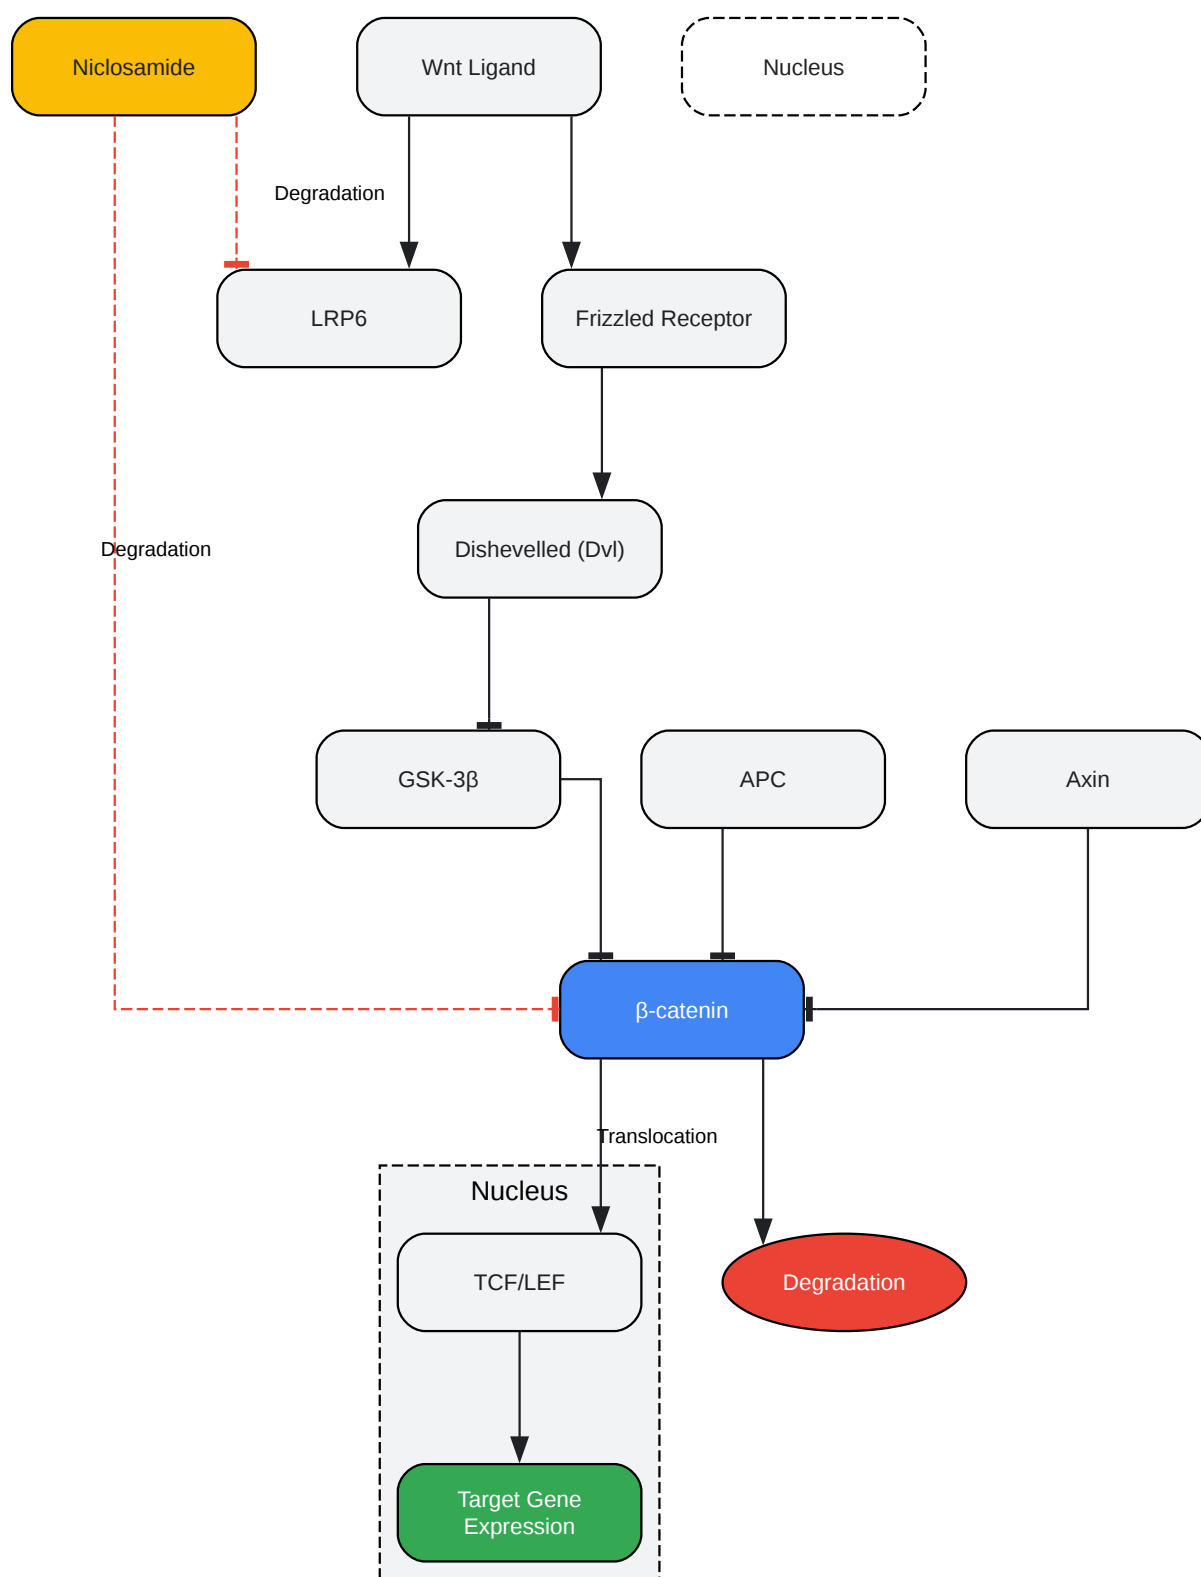 Niclosamide
Wnt Ligand
Nucleus
Degradation
LRP6
Frizzled Receptor
Degradation
Dishevelled (Dvl)
GSK-3β
APC
Axin
β-catenin
Translocation
Nucleus
TCF/LEF
Degradation
Target Gene
Expression